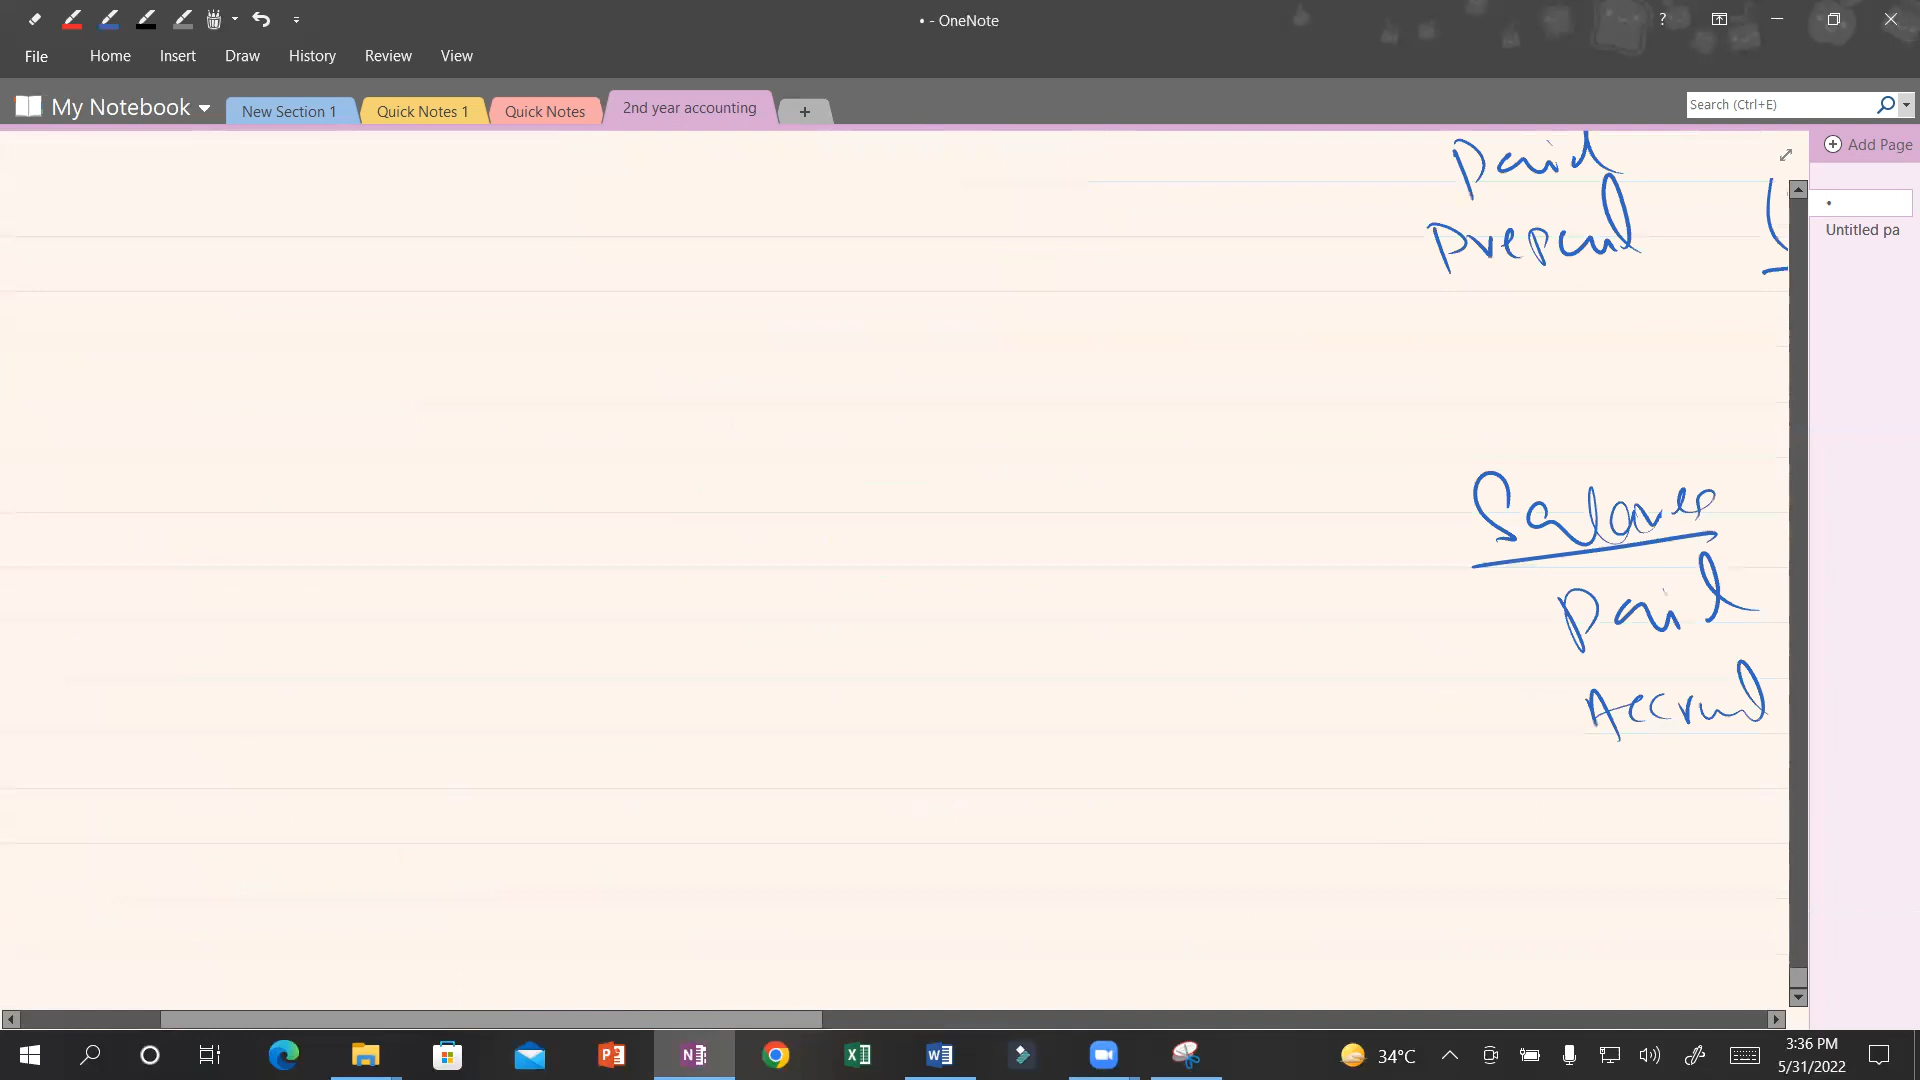 • - OneNote
?
File Home Insert Draw History Review View
My Notebook New Section 1 Quick Notes 1 Quick Notes 2nd year accounting +
Search (Ctrl+E)
Add Page
•
Untitled pa
paid
prepaid
Salaries
paid
Accrued
34°C
3:36 PM
5/31/2022